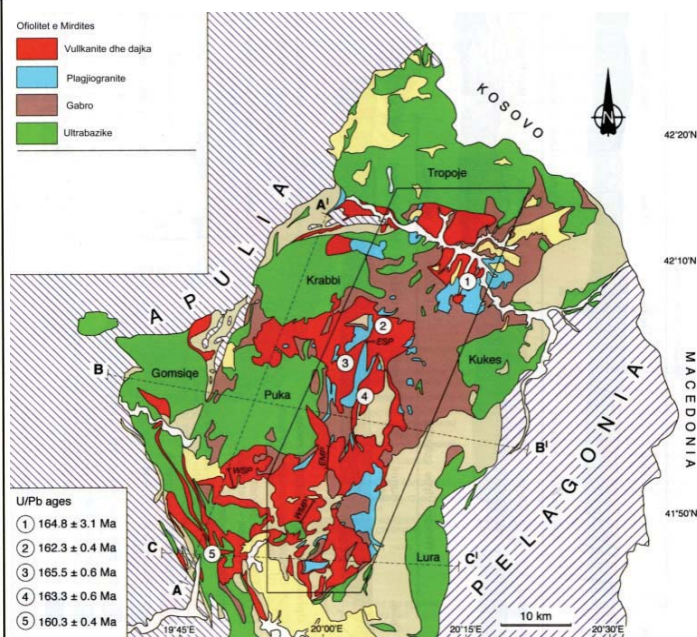 Ofiolitet e Mirdites
Vullkanite dhe dajka
Plagjiogranite
Gabro
Ultrabazike
KOSOVO
N
42°20'N
Tropoje
A'
APULIA
42°10'N
Krabbi
1
2
ESP
3
Kukes
MACEDONIA
Gomsiqe
B
Puka
4
B'
PELAGONIA
EMP
WSP
WMP
U/Pb ages
1 164.8 ± 3.1 Ma
2 162.3 ± 0.4 Ma
3 165.5 ± 0.6 Ma
4 163.3 ± 0.6 Ma
5 160.3 ± 0.4 Ma
41°50'N
C
5
A
Lura
C'
10 km
19°45'E
20°00'E
20°15'E
20°30'E